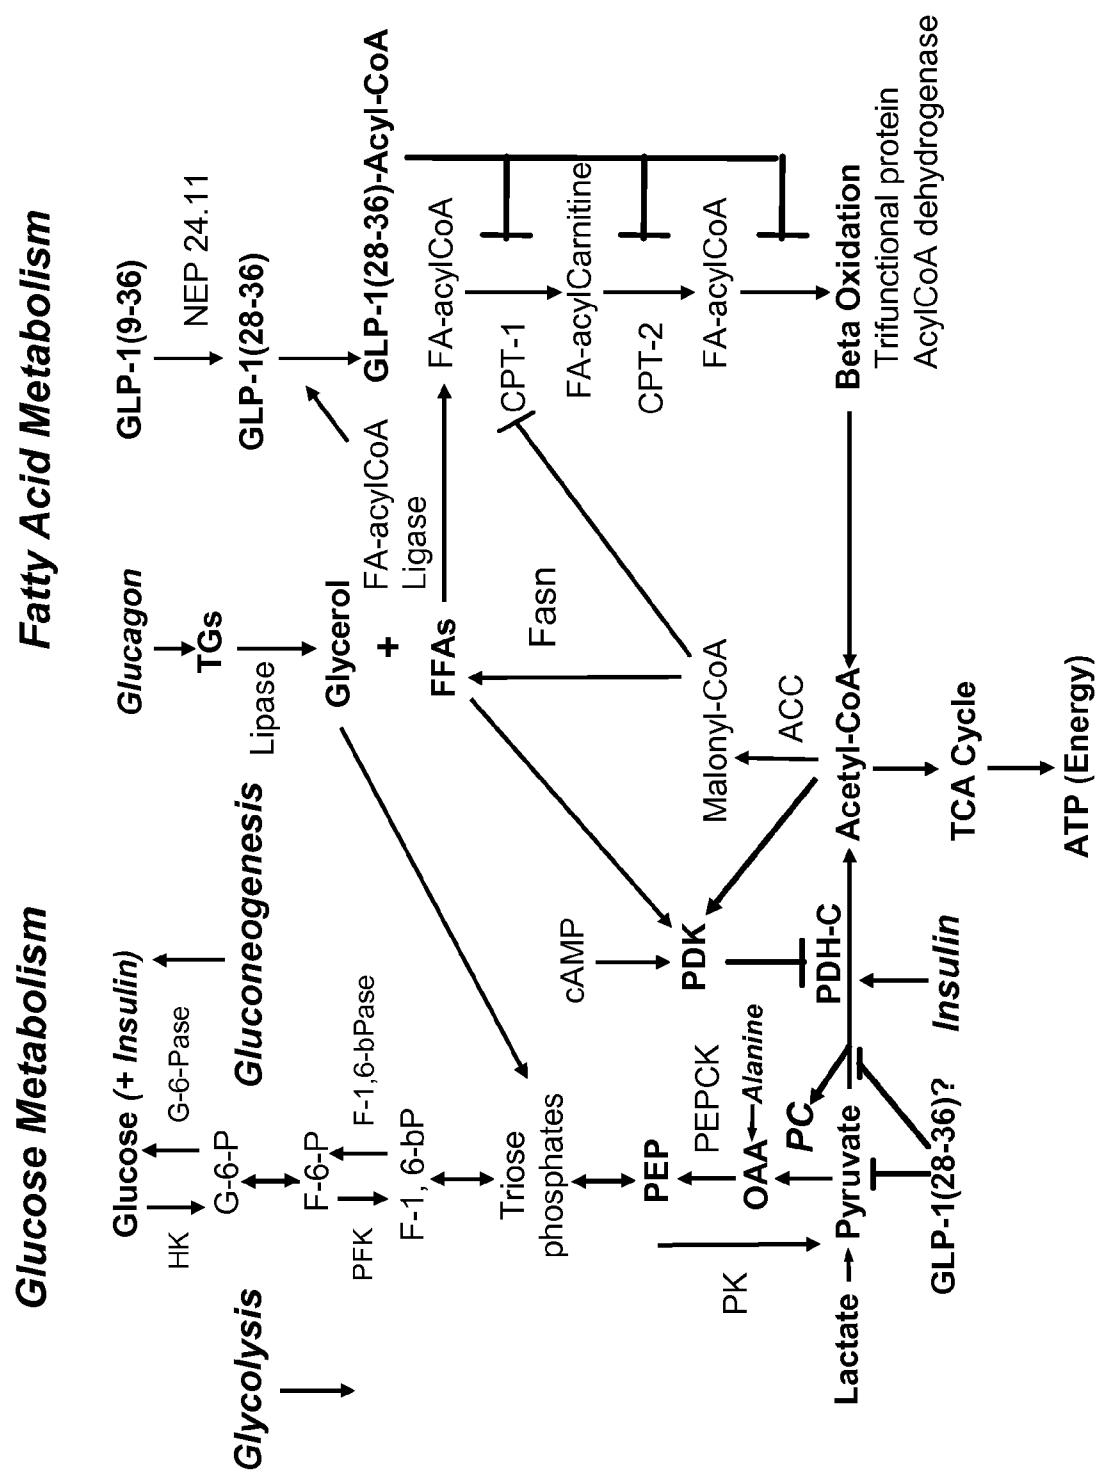 Glucose Metabolism
Fatty Acid Metabolism
Glucose (+ Insulin)
HK
G-6-Pase
G-6-P
Glycolysis
Gluconeogenesis
F-6-P
PFK
F-1,6-bPase
F-1, 6-bP
Triose
phosphates
PEP
PK
PEPCK
OAA
Alanine
PC
Lactate
Pyruvate
GLP-1(28-36)?
cAMP
PDK
PDH-C
Insulin
Glucagon
TGs
Lipase
Glycerol
+
FFAs
Fasn
Malonyl-CoA
ACC
Acetyl-CoA
TCA Cycle
ATP (Energy)
GLP-1(9-36)
NEP 24.11
GLP-1(28-36)
FA-acylCoA
Ligase
GLP-1(28-36)-Acyl-CoA
FA-acylCoA
CPT-1
FA-acylCarnitine
CPT-2
FA-acylCoA
Beta Oxidation
Trifunctional protein
AcylCoA dehydrogenase